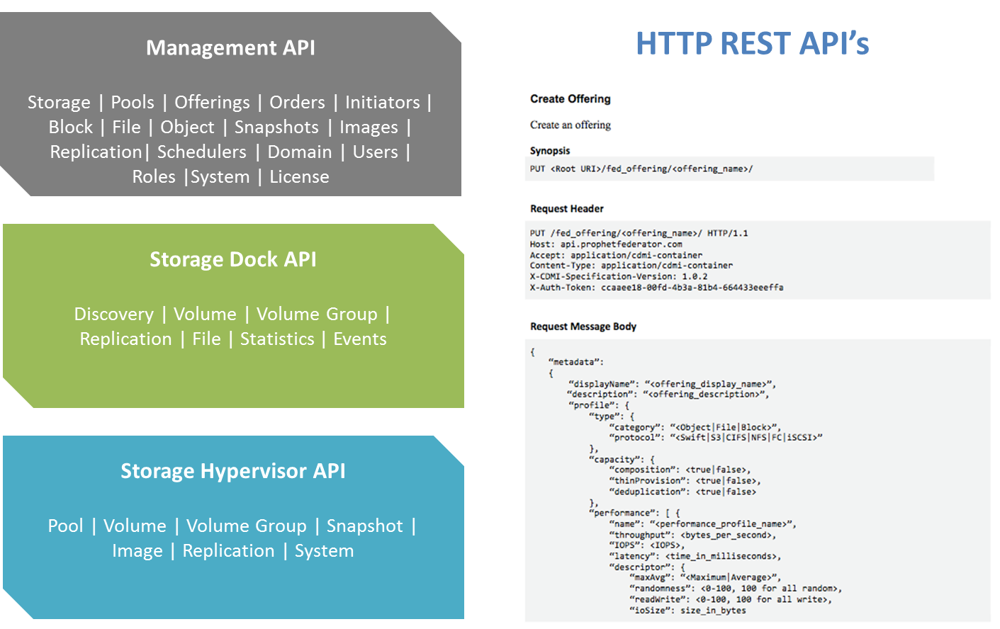 Management API
Storage | Pools | Offerings | Orders | Initiators |
Block | File | Object | Snapshots | Images |
Replication| Schedulers | Domain | Users |
Roles |System | License
Storage Dock API
Discovery | Volume | Volume Group |
Replication | File | Statistics | Events
Storage Hypervisor API
Pool | Volume | Volume Group | Snapshot |
Image | Replication | System
HTTP REST API’s
Create Offering
Create an offering
Synopsis
PUT <Root URI>/fed_offering/<offering_name>/
Request Header
PUT /fed_offering/<offering_name>/ HTTP/1.1
Host: api.prophetfederator.com
Accept: application/cdmi-container
Content-Type: application/cdmi-container
X-CDMI-Specification-Version: 1.0.2
X-Auth-Token: ccaaee18-00fd-4b3a-81b4-664433eeeffa
Request Message Body
{
“metadata”:
{
“displayName”: “<offering_display_name>”,
“description”: “<offering_description>”,
“profile”: {
“type”: {
“category”: “<Object|File|Block>”,
“protocol”: “<Swift|S3|CIFS|NFS|FC|iSCSI>”
},
“capacity”: {
“composition”: <true|false>,
“thinProvision”: <true|false>,
“deduplication”: <true|false>
},
“performance”: [ {
“name”: “<performance_profile_name>”,
“throughput”: <bytes_per_second>,
“IOPS”: <IOPS>,
“latency”: <time_in_milliseconds>,
“descriptor”: {
“maxAvg”: “<Maximum|Average>”,
“randomness”: <0-100, 100 for all random>,
“readWrite”: <0-100, 100 for all write>,
“ioSize”: size_in_bytes